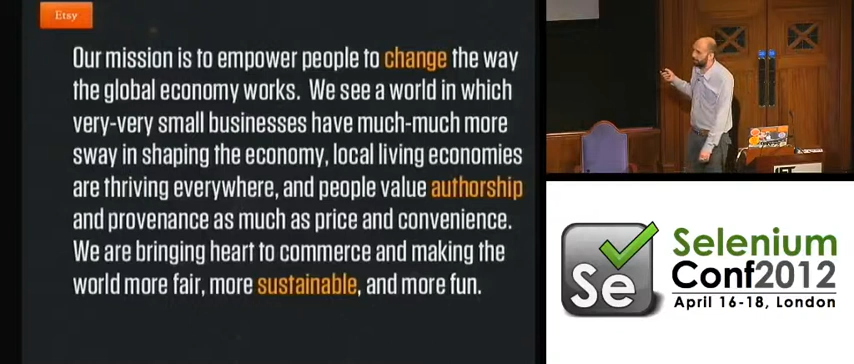 Etsy
Our mission is to empower people to change the way
the global economy works. We see a world in which
very-very small businesses have much-much more
sway in shaping the economy, local living economies
are thriving everywhere, and people value authorship
and provenance as much as price and convenience.
We are bringing heart to commerce and making the
world more fair, more sustainable, and more fun.
IET
Se
Selenium
Conf2012
April 16-18, London